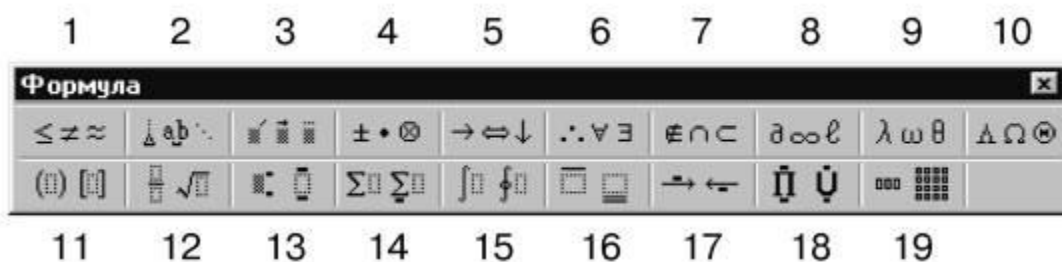 1 2 3 4 5 6 7 8 9 10
Формула
≤ ≠ ≈ ab ⋱ ± • ⊗ → ⇔ ↓ ∴ ∀ ∃ ∉ ∩ ⊂ ∂ ∞ ℓ λ ω θ Λ Ω Θ
(▯) [▯] √▯ Σ▯ Σ▯ ∫▯ ∮▯ → ← Π Ụ
11 12 13 14 15 16 17 18 19